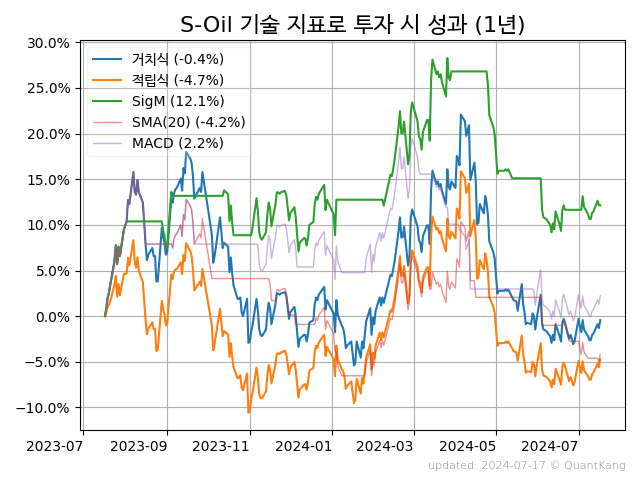 S-Oil 기술 지표로 투자 시 성과 (1년)
30.0%
25.0%
20.0%
15.0%
10.0%
5.0%
0.0%
−5.0%
−10.0%
거치식 (-0.4%)
적립식 (-4.7%)
SigM (12.1%)
SMA(20) (-4.2%)
MACD (2.2%)
2023-07 2023-09 2023-11 2024-01 2024-03 2024-05 2024-07
updated: 2024-07-17 © QuantKang